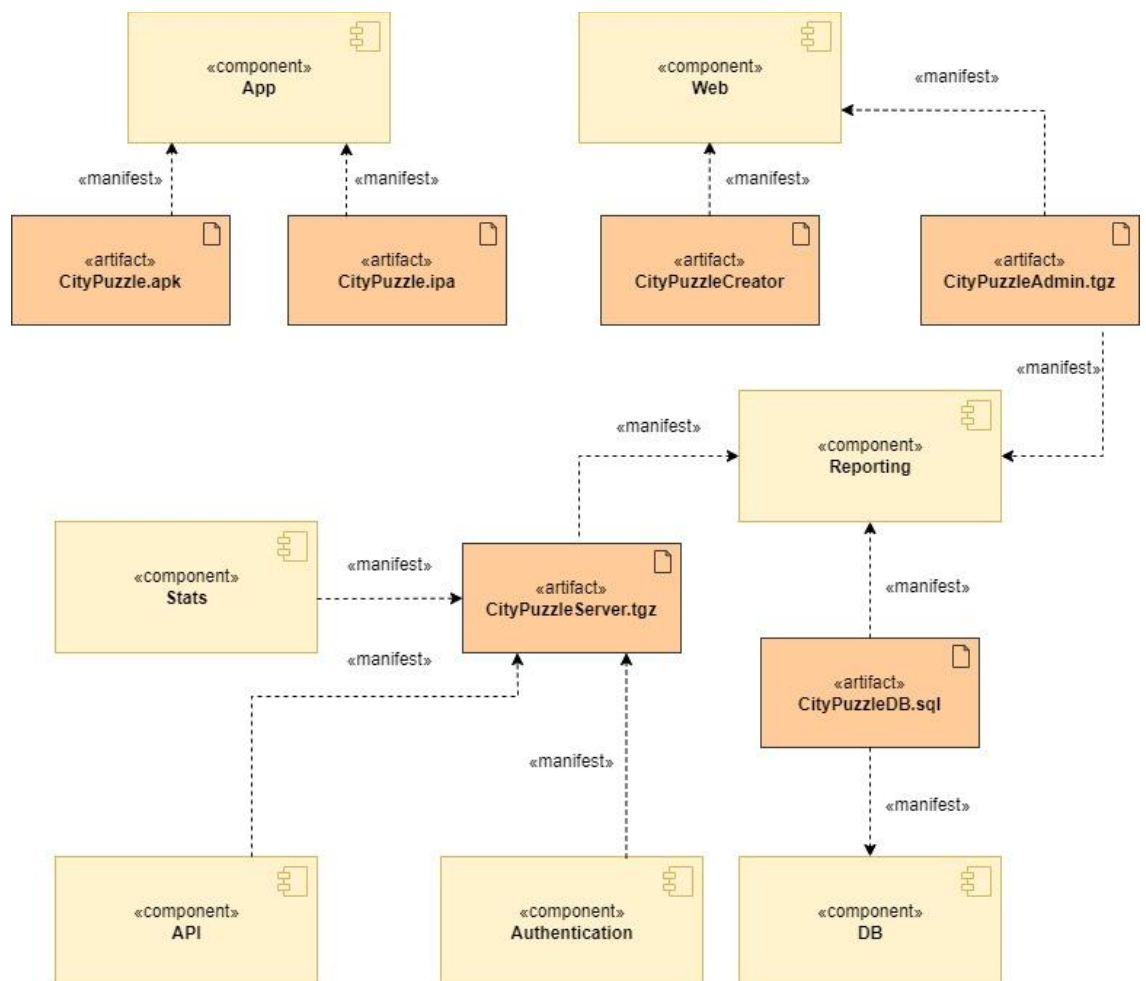 «component»
App
«component»
Web
«manifest»
«manifest»
«manifest»
«manifest»
«artifact»
CityPuzzle.apk
«artifact»
CityPuzzle.ipa
«artifact»
CityPuzzleCreator
«artifact»
CityPuzzleAdmin.tgz
«manifest»
«manifest»
«component»
Reporting
«component»
Stats
«manifest»
«artifact»
CityPuzzleServer.tgz
«manifest»
«manifest»
«artifact»
CityPuzzleDB.sql
«manifest»
«manifest»
«component»
API
«component»
Authentication
«component»
DB